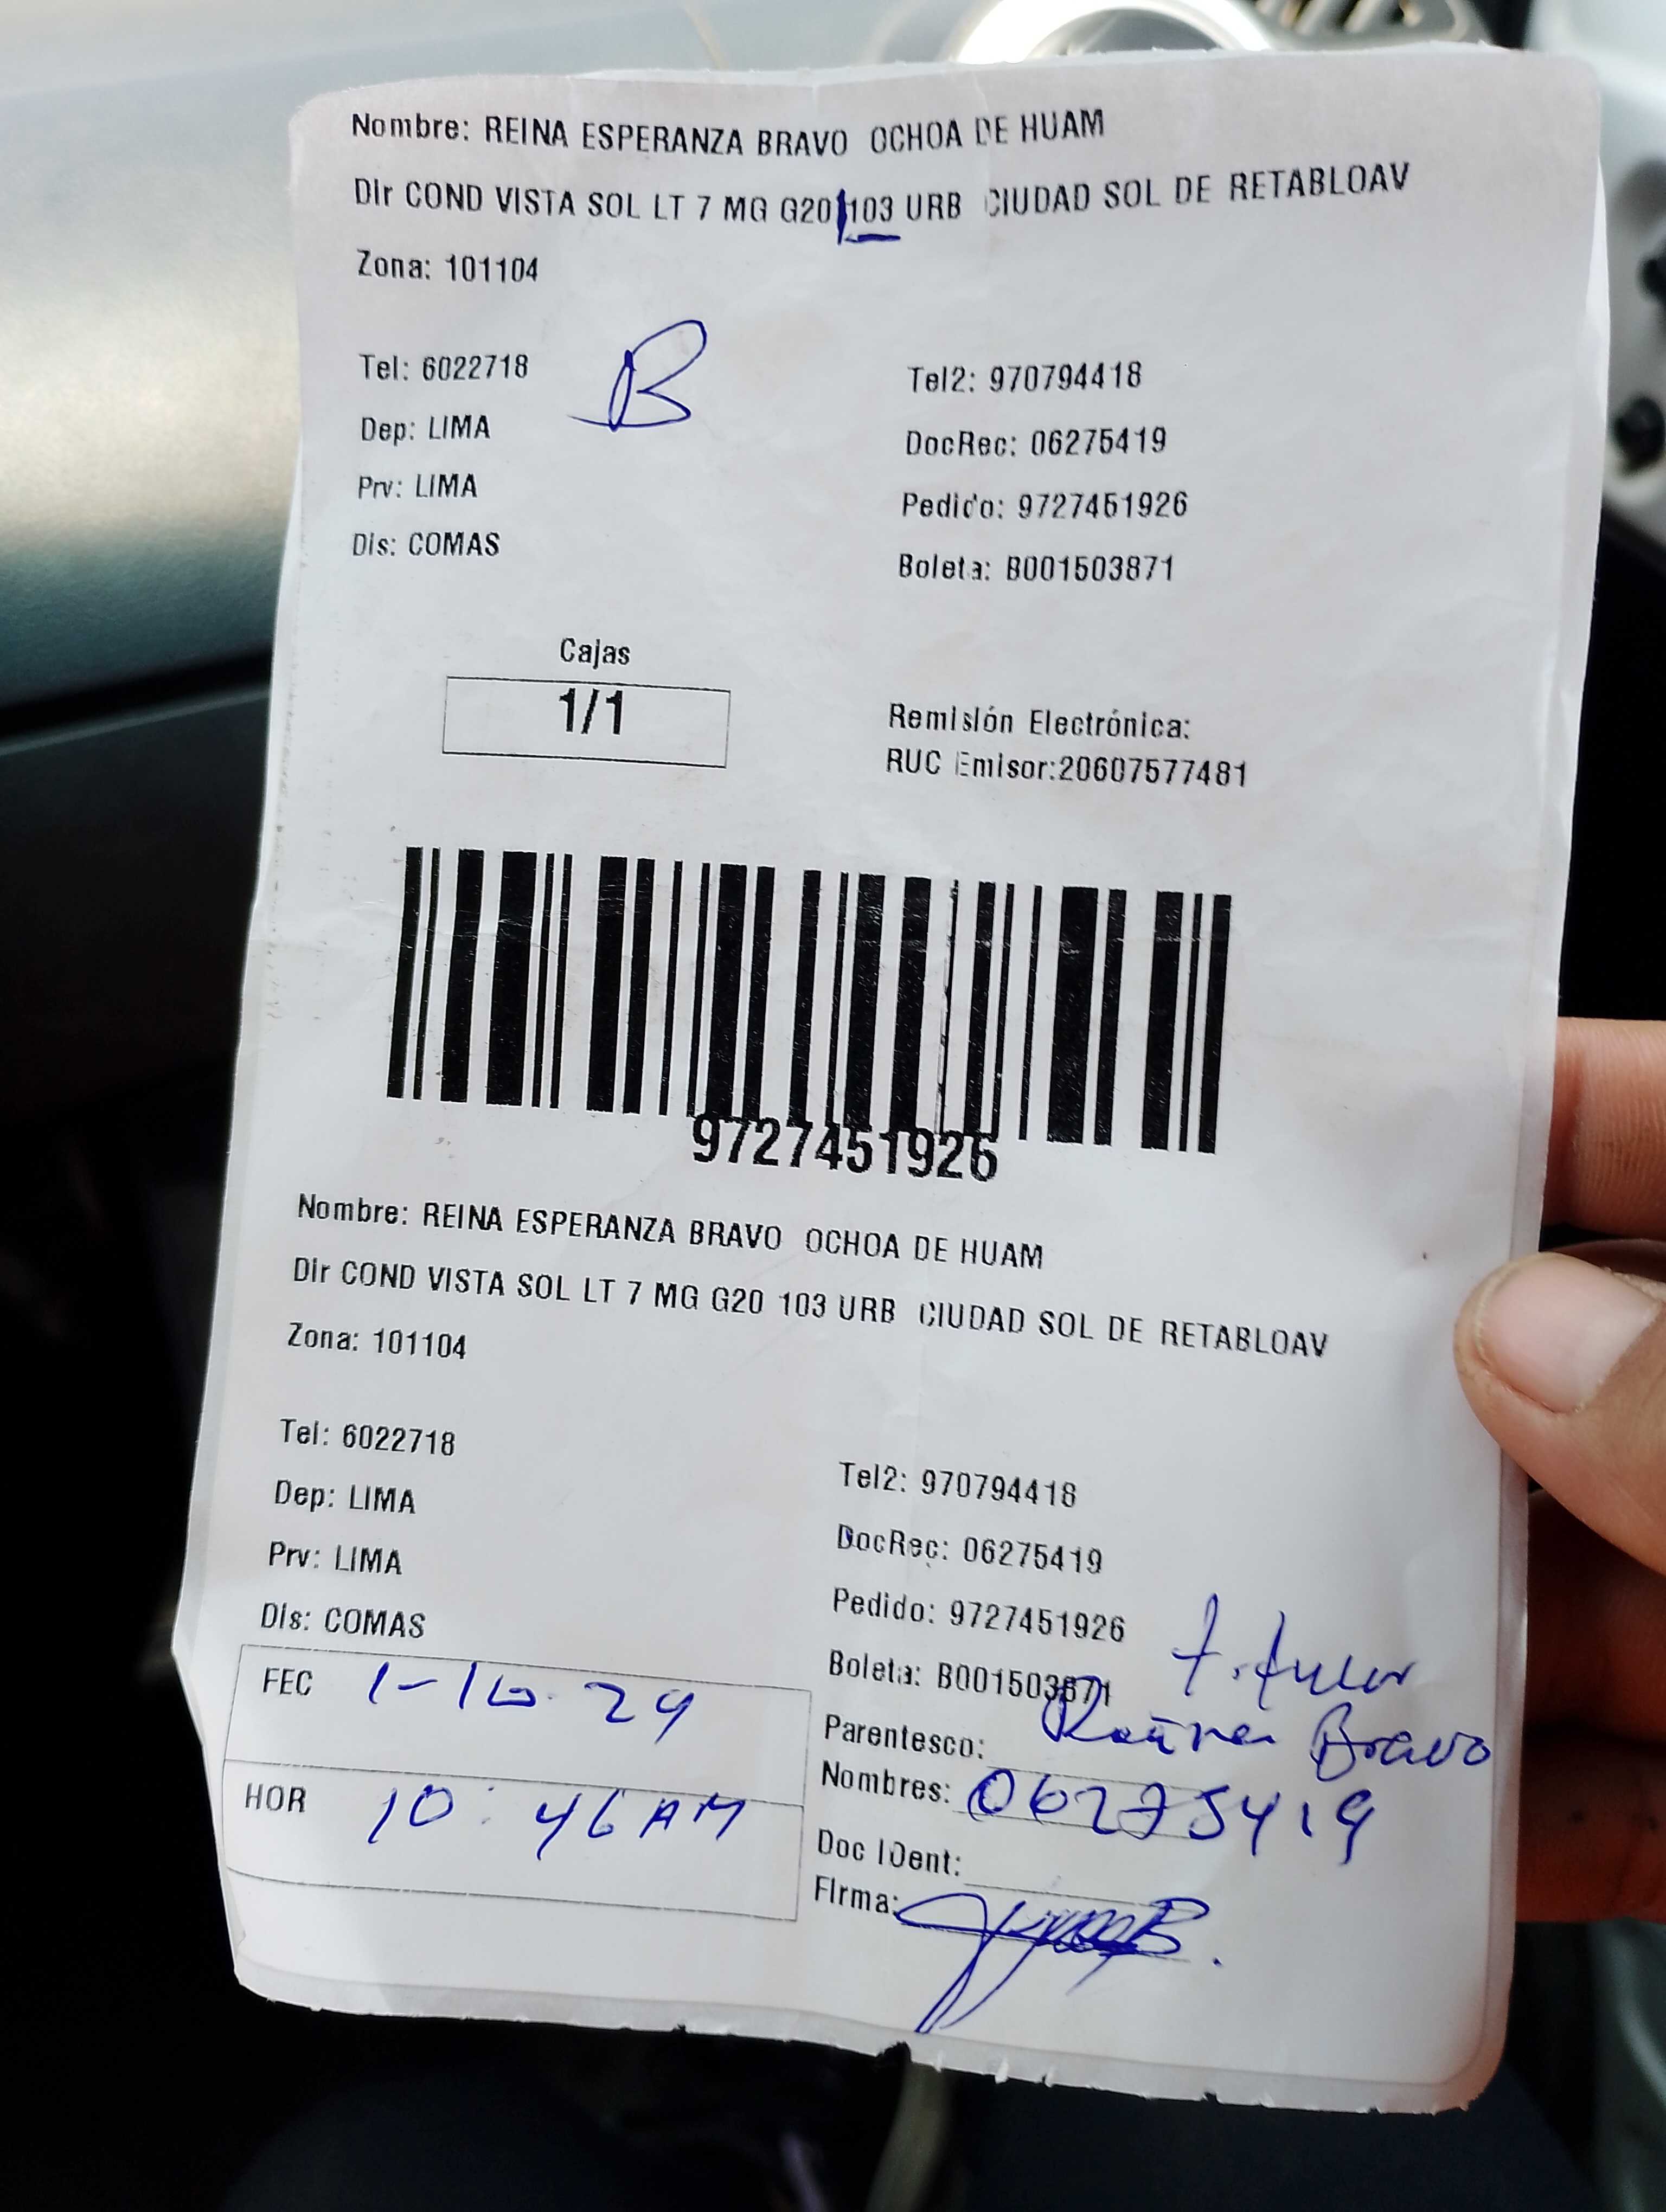 Nombre: REINA ESPERANZA BRAVO OCHOA DE HUAM
Dir COND VISTA SOL LT 7 MG G20 103 URB CIUDAD SOL DE RETABLOAV
Zona: 101104
Tel: 6022718
B
Tel2: 970794418
Dep: LIMA
DocRec: 06275419
Prv: LIMA
Pedido: 9727451926
Dis: COMAS
Boleta: B001503871
Cajas
1/1
Remisión Electrónica:
RUC Emisor:20607577481
9727451926
Nombre: REINA ESPERANZA BRAVO OCHOA DE HUAM
Dir COND VISTA SOL LT 7 MG G20 103 URB CIUDAD SOL DE RETABLOAV
Zona: 101104
Tel: 6022718
Tel2: 970794418
Dep: LIMA
DocRec: 06275419
Prv: LIMA
Pedido: 9727451926
Dis: COMAS
Boleta: B001503871
FEC
Parentesco: Bravo
Nombres: 06275419
HOR 10:46 AM
Doc IDent:
Firma: